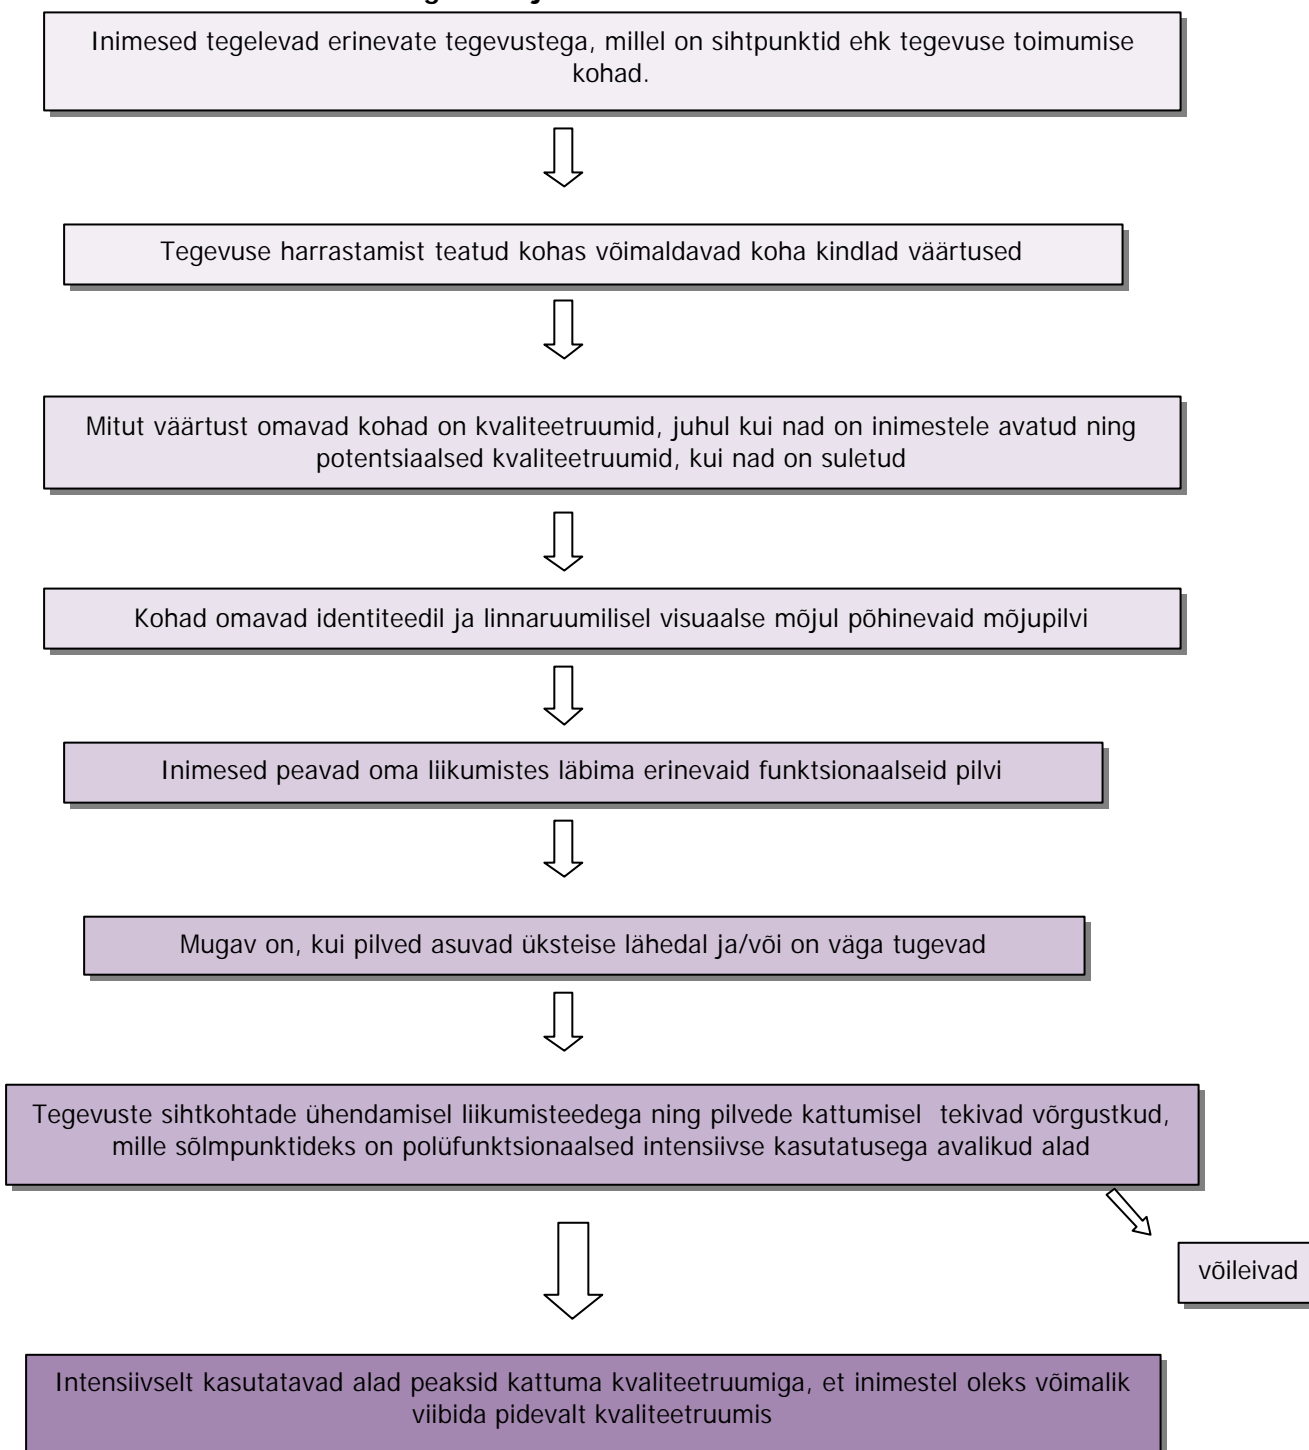 Inimesed tegelevad erinevate tegevustega, millel on sihtpunktid ehk tegevuse toimumise
kohad.
Tegevuse harrastamist teatud kohas võimaldavad koha kindlad väärtused
Mitut väärtust omavad kohad on kvaliteetruumid, juhul kui nad on inimestele avatud ning
potentsiaalsed kvaliteetruumid, kui nad on suletud
Kohad omavad identiteedil ja linnaruumilisel visuaalse mõjul põhinevaid mõjupilvi
Inimesed peavad oma liikumistes läbima erinevaid funktsionaalseid pilvi
Mugav on, kui pilved asuvad üksteise lähedal ja/või on väga tugevad
Tegevuste sihtkohtade ühendamisel liikumisteedega ning pilvede kattumisel tekivad võrgustkud,
mille sõlmpunktideks on polüfunktsionaalsed intensiivse kasutatusega avalikud alad
võileivad
Intensiivselt kasutatavad alad peaksid kattuma kvaliteetruumiga, et inimestel oleks võimalik
viibida pidevalt kvaliteetruumis